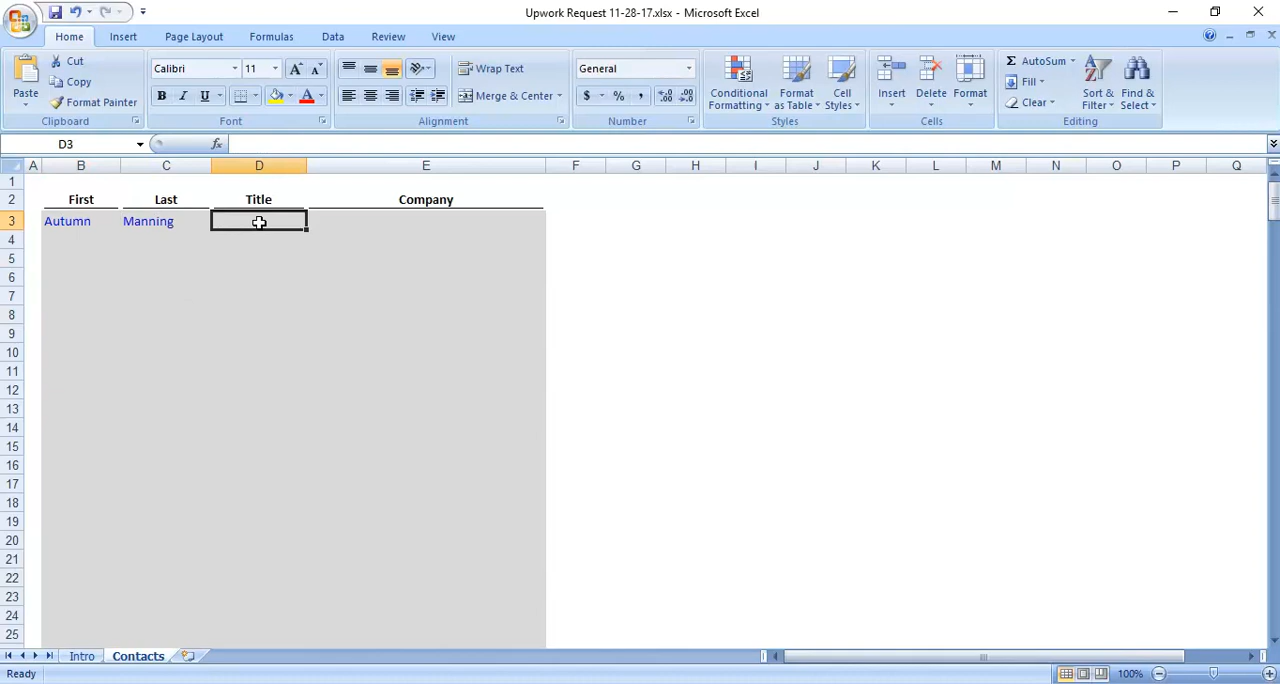 Upwork Request 11-28-17.xlsx - Microsoft Excel
Home Insert Page Layout Formulas Data Review View
Paste Cut Copy Format Painter Clipboard
Calibri 11 A A B I U A Font
Wrap Text Merge & Center Alignment
General $ % , .0 .00 .00 .0 Number
Conditional Formatting Format as Table Cell Styles Styles
Insert Delete Format Cells
Σ AutoSum Fill Clear Sort & Filter Find & Select Editing
D3 fx
A B C D E F G H I J K L M N O P Q
1
2 First Last Title Company
3 Autumn Manning
4
5
6
7
8
9
10
11
12
13
14
15
16
17
18
19
20
21
22
23
24
25
Intro Contacts
Ready 100%